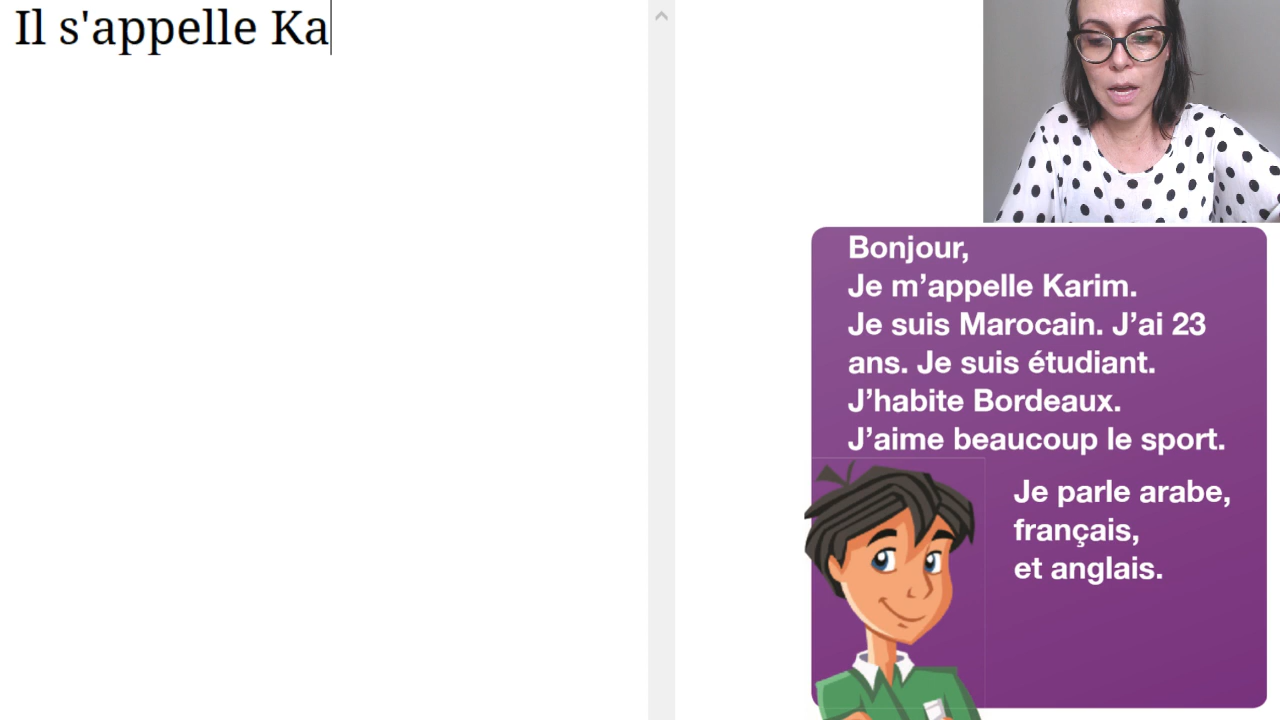 Il s'appelle Ka
Bonjour,
Je m’appelle Karim.
Je suis Marocain. J’ai 23
ans. Je suis étudiant.
J’habite Bordeaux.
J’aime beaucoup le sport.
Je parle arabe,
français,
et anglais.